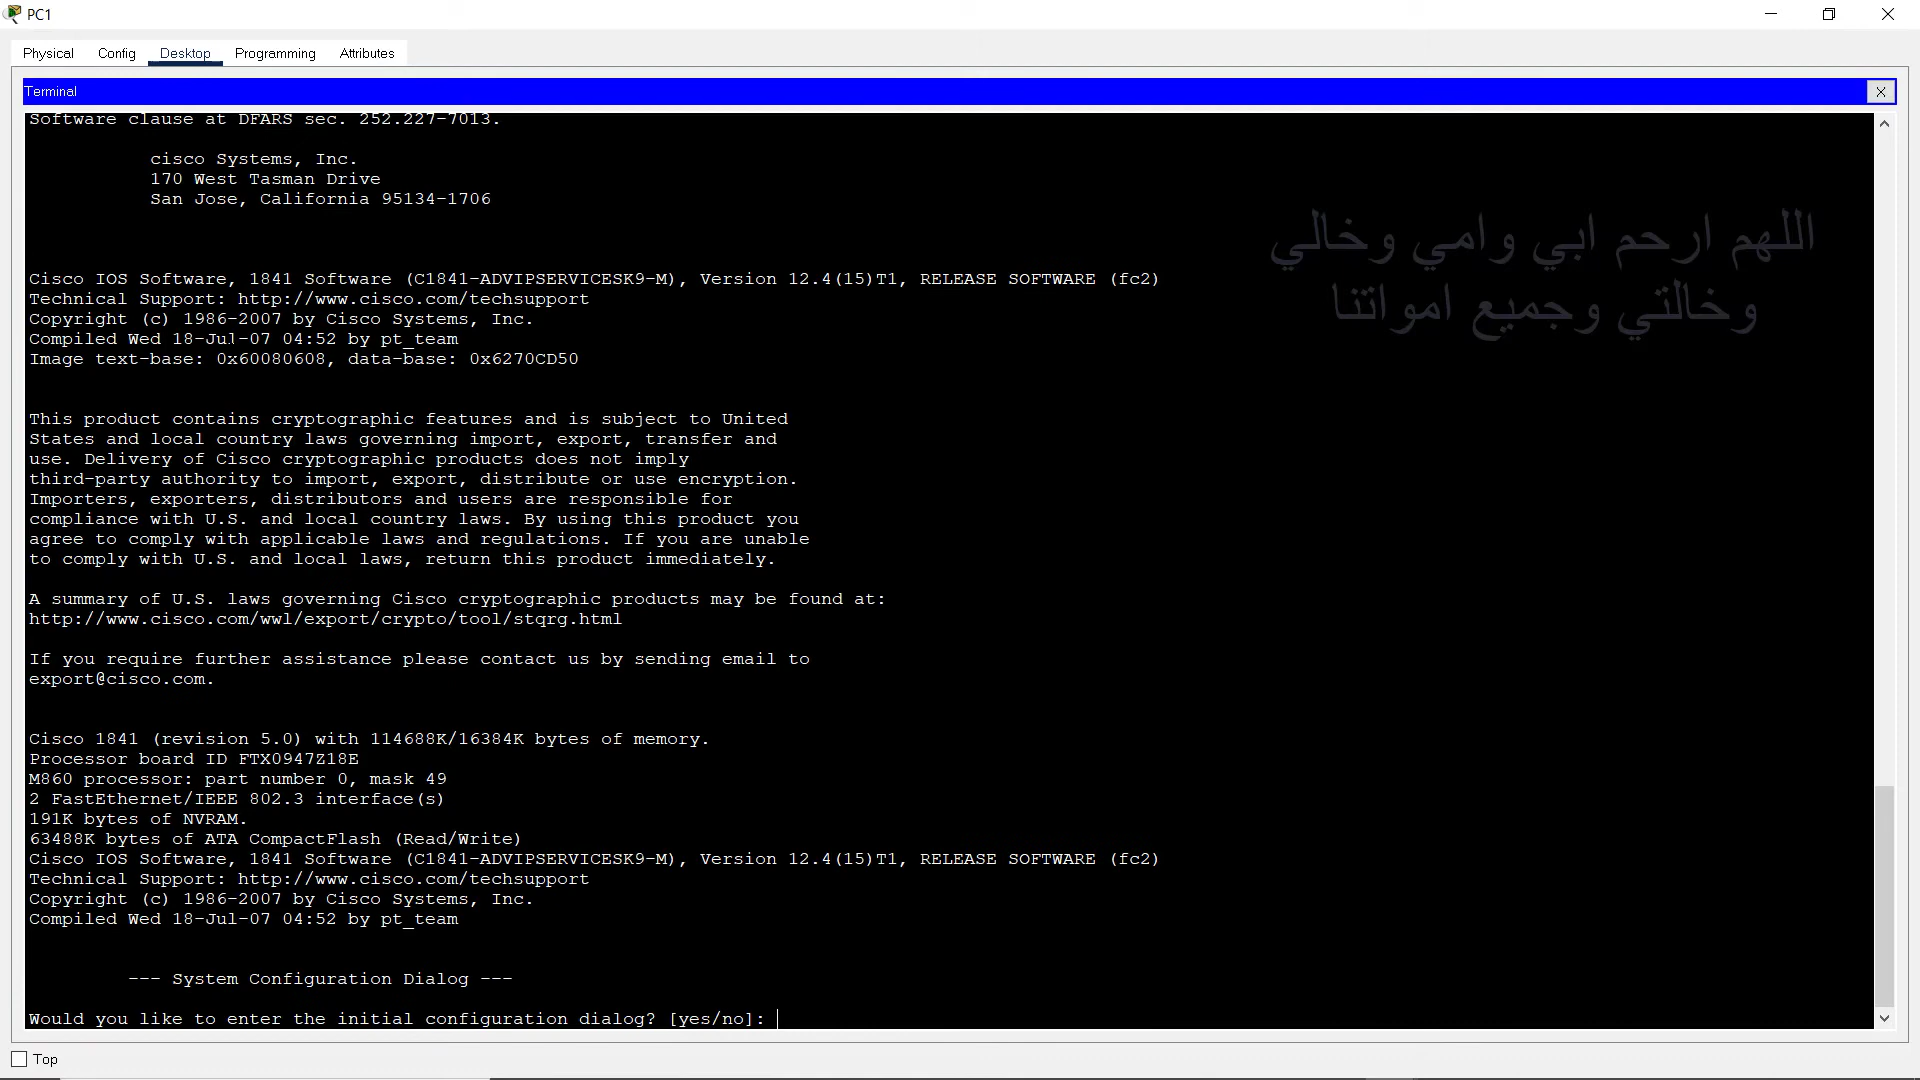 PC1
Physical Config Desktop Programming Attributes
Terminal
X
Software clause at DFARS sec. 252.227-7013.
cisco Systems, Inc.
170 West Tasman Drive
San Jose, California 95134-1706
اللهم ارحم ابي وامي وخالي
وخالتي وجميع امواتنا
Cisco IOS Software, 1841 Software (C1841-ADVIPSERVICESK9-M), Version 12.4(15)T1, RELEASE SOFTWARE (fc2)
Technical Support: http://www.cisco.com/techsupport
Copyright (c) 1986-2007 by Cisco Systems, Inc.
Compiled Wed 18-Jul-07 04:52 by pt_team
Image text-base: 0x60080608, data-base: 0x6270CD50
This product contains cryptographic features and is subject to United
States and local country laws governing import, export, transfer and
use. Delivery of Cisco cryptographic products does not imply
third-party authority to import, export, distribute or use encryption.
Importers, exporters, distributors and users are responsible for
compliance with U.S. and local country laws. By using this product you
agree to comply with applicable laws and regulations. If you are unable
to comply with U.S. and local laws, return this product immediately.
A summary of U.S. laws governing Cisco cryptographic products may be found at:
http://www.cisco.com/wwl/export/crypto/tool/stqrg.html
If you require further assistance please contact us by sending email to
export@cisco.com.
Cisco 1841 (revision 5.0) with 114688K/16384K bytes of memory.
Processor board ID FTX0947Z18E
M860 processor: part number 0, mask 49
2 FastEthernet/IEEE 802.3 interface(s)
191K bytes of NVRAM.
63488K bytes of ATA CompactFlash (Read/Write)
Cisco IOS Software, 1841 Software (C1841-ADVIPSERVICESK9-M), Version 12.4(15)T1, RELEASE SOFTWARE (fc2)
Technical Support: http://www.cisco.com/techsupport
Copyright (c) 1986-2007 by Cisco Systems, Inc.
Compiled Wed 18-Jul-07 04:52 by pt_team
--- System Configuration Dialog ---
Would you like to enter the initial configuration dialog? [yes/no]:
Top